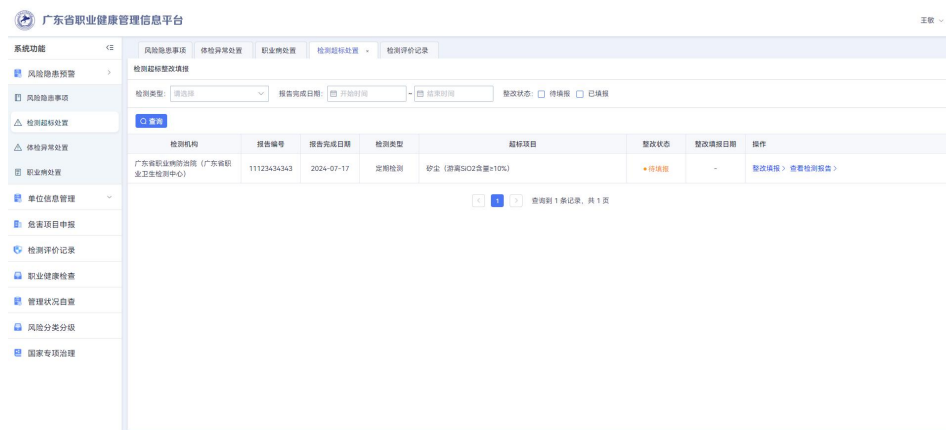 广东省职业健康管理信息平台
王敏
系统功能
风险隐患预警
风险隐患事项
检测超标处置
体检异常处置
职业病处置
单位信息管理
危害项目申报
检测评价记录
职业健康检查
管理状况自查
风险分类分级
国家专项治理
风险隐患事项 体检异常处置 职业病处置 检测超标处置 × 检测评价记录
检测超标整改填报
检测类型: 请选择 报告完成日期: 开始时间 ~ 结束时间 整改状态: 待填报 已填报
查询
检测机构 报告编号 报告完成日期 检测类型 超标项目 整改状态 整改填报日期 操作
广东省职业病防治院（广东省职
业卫生检测中心） 11123434343 2024-07-17 定期检测 矽尘（游离SiO2含量≥10%） 待填报 - 整改填报 > 查看检测报告 >
< 1 > 查询到 1 条记录，共 1 页